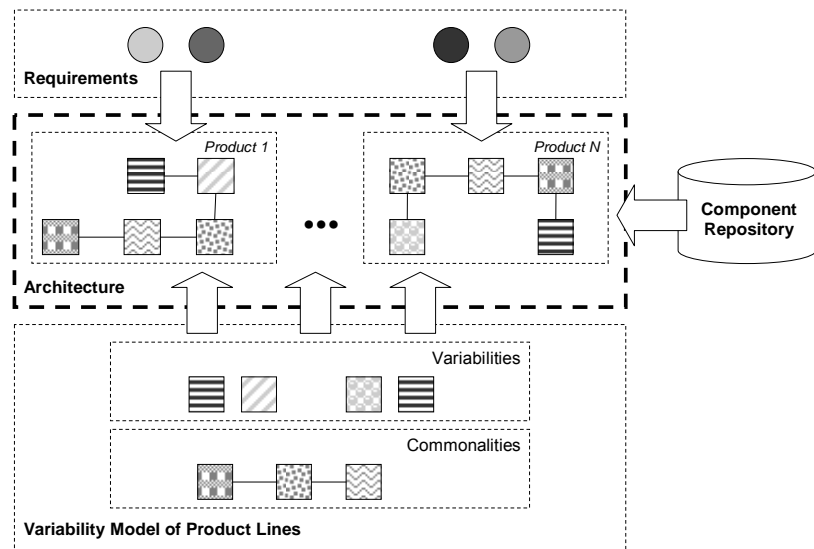 Requirements
Product 1
Product N
•••
Architecture
Component
Repository
Variabilities
Commonalities
Variability Model of Product Lines